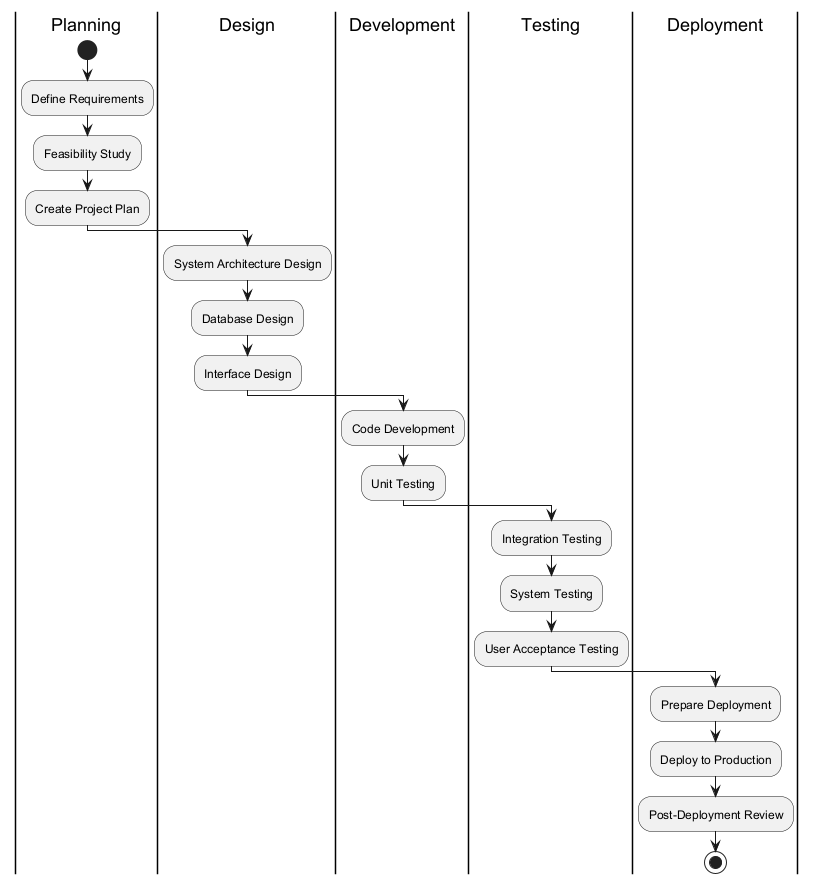 Planning
Design
Development
Testing
Deployment
Define Requirements
Feasibility Study
Create Project Plan
System Architecture Design
Database Design
Interface Design
Code Development
Unit Testing
Integration Testing
System Testing
User Acceptance Testing
Prepare Deployment
Deploy to Production
Post-Deployment Review